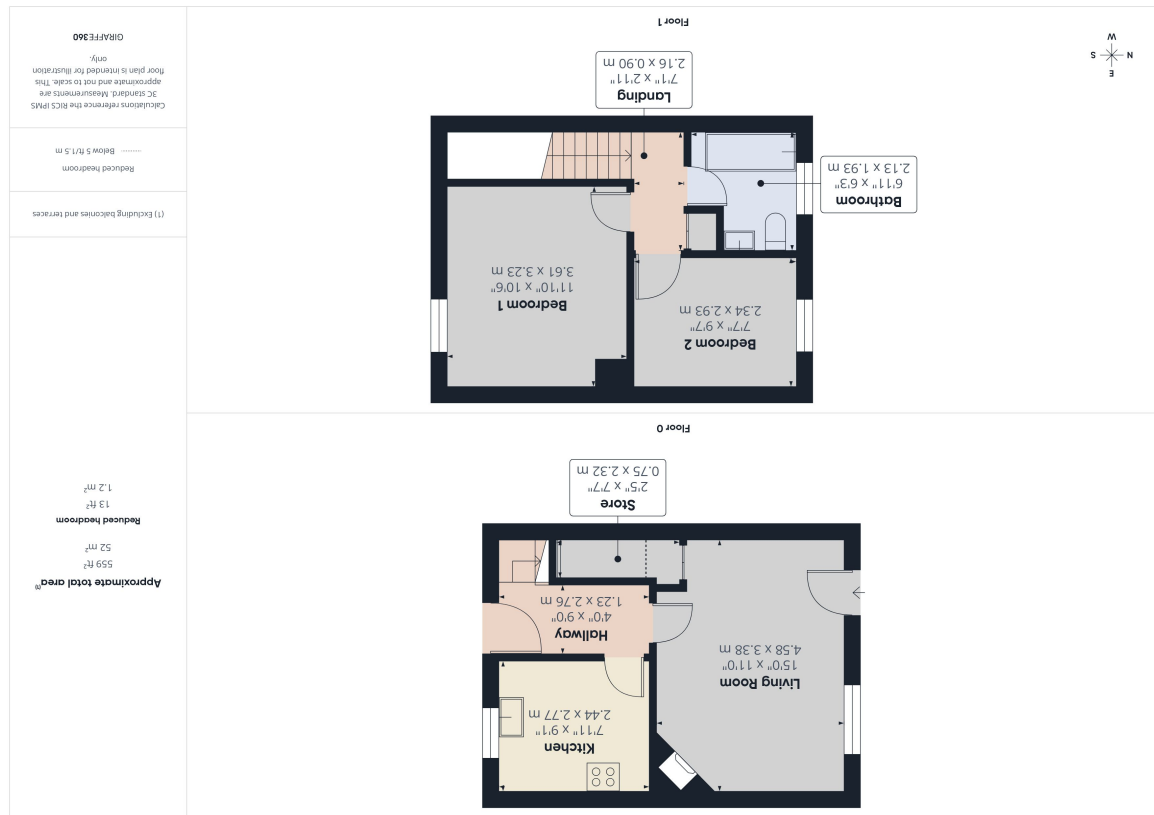 Living Room
15'0" x 11'0"
4.58 x 3.38 m
Kitchen
7'11" x 9'1"
2.44 x 2.77 m
Hallway
4'0" x 9'0"
1.23 x 2.76 m
Store
2'5" x 7'7"
0.75 x 2.32 m
Floor 0
Bedroom 2
7'7" x 9'7"
2.34 x 2.93 m
Bedroom 1
11'10" x 10'6"
3.61 x 3.23 m
Bathroom
6'11" x 6'3"
2.13 x 1.93 m
Landing
7'1" x 2'11"
2.16 x 0.90 m
Floor 1
E
N S
W
Approximate total area(1)
559 ft²
52 m²
Reduced headroom
13 ft²
1.2 m²
(1) Excluding balconies and terraces
Reduced headroom
.......... Below 5 ft/1.5 m
Calculations reference the RICS IPMS
3C standard. Measurements are
approximate and not to scale. This
floor plan is intended for illustration
only.
GIRAFFE360